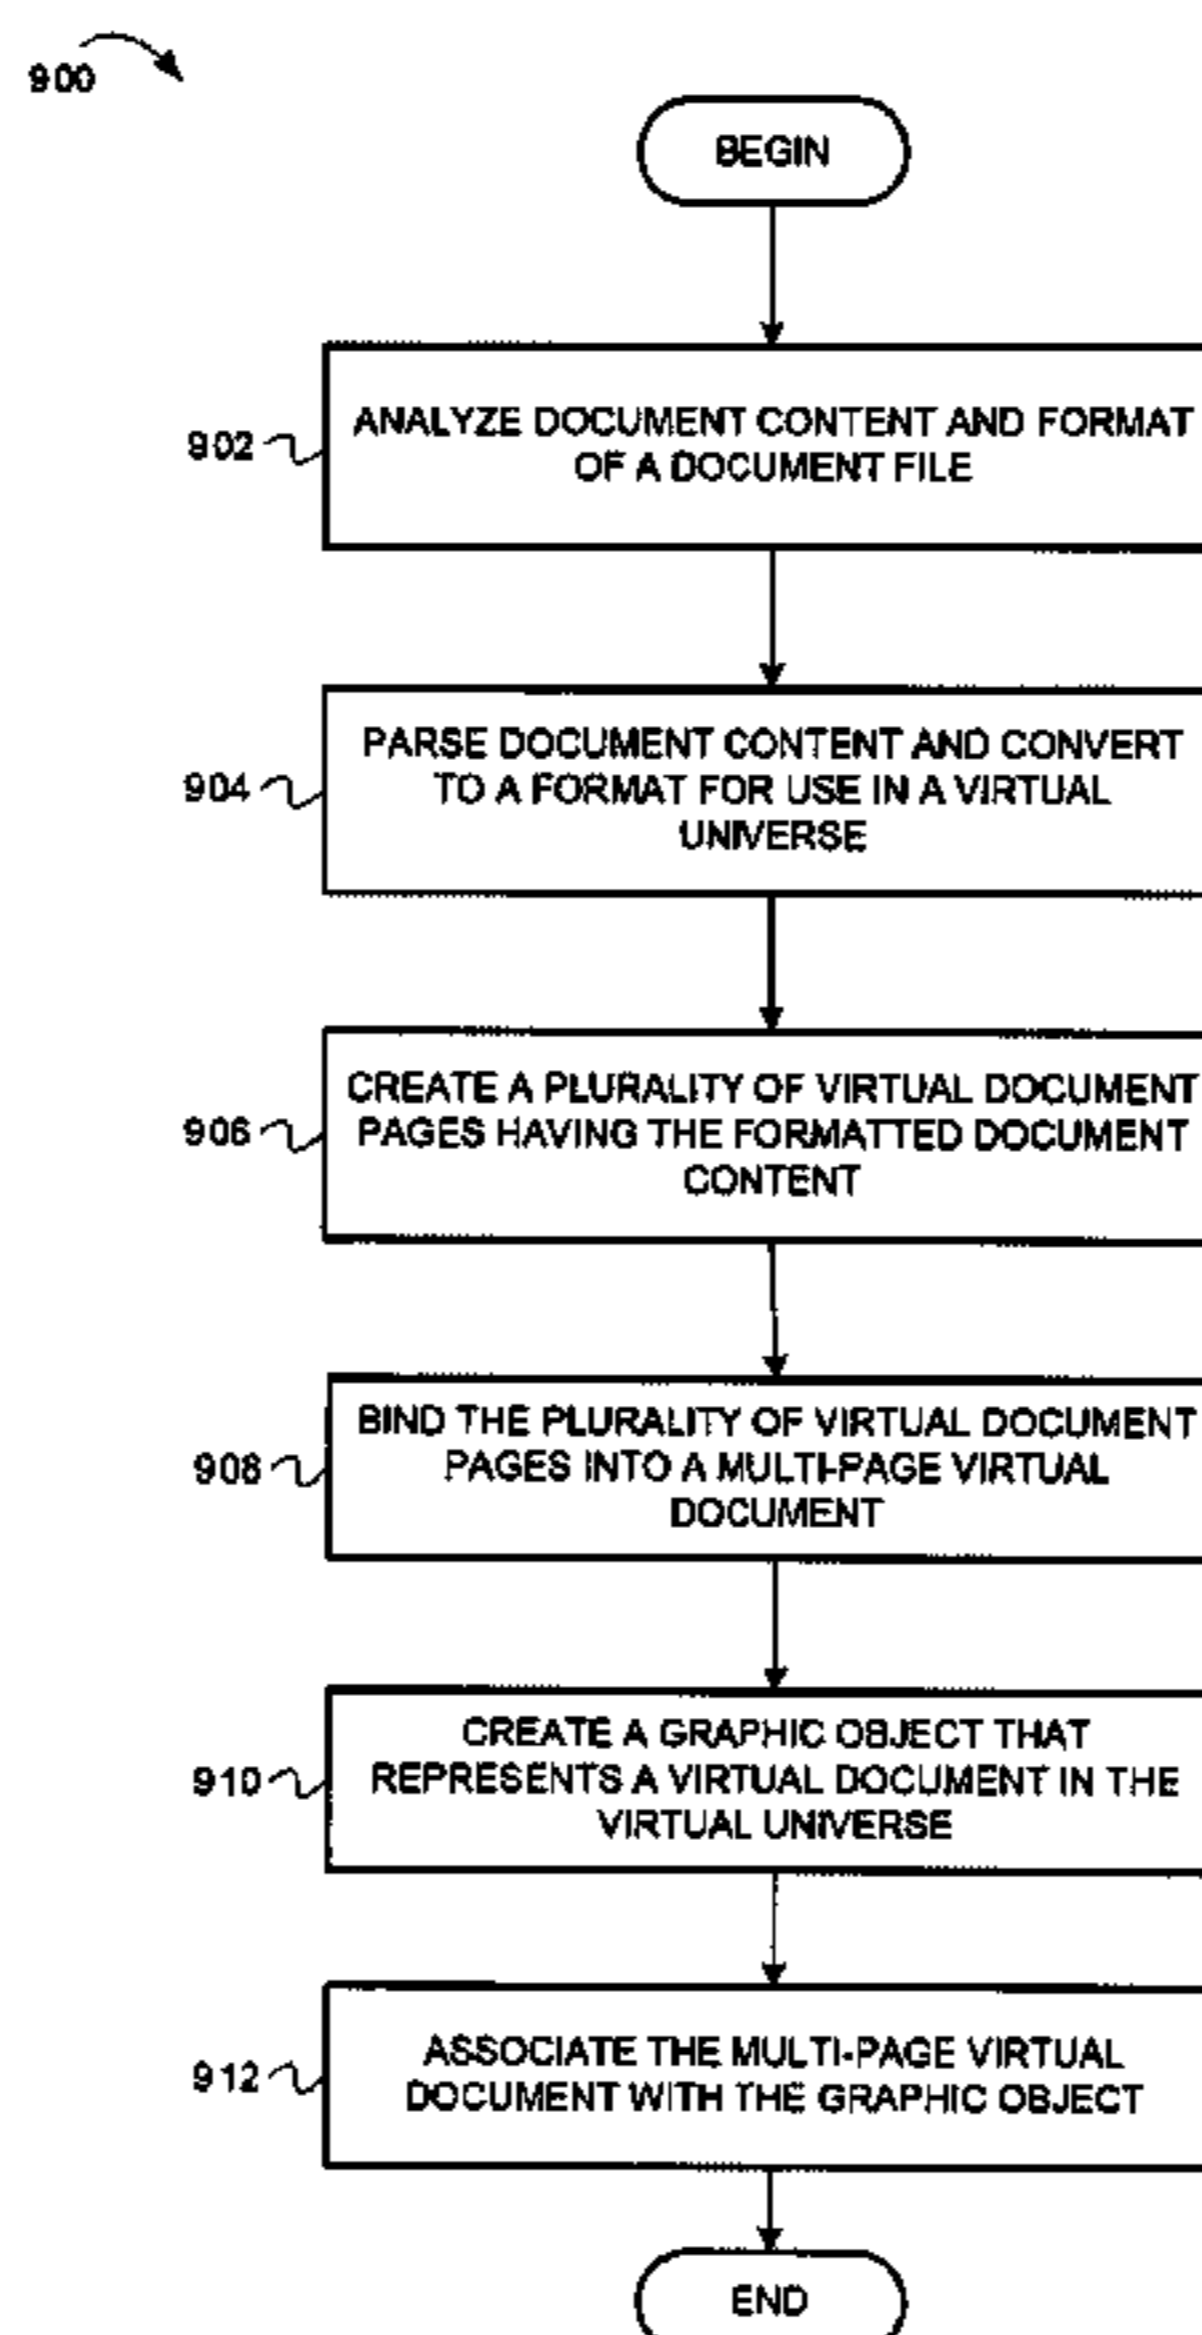 900
BEGIN
902
ANALYZE DOCUMENT CONTENT AND FORMAT
OF A DOCUMENT FILE
904
PARSE DOCUMENT CONTENT AND CONVERT
TO A FORMAT FOR USE IN A VIRTUAL
UNIVERSE
906
CREATE A PLURALITY OF VIRTUAL DOCUMENT
PAGES HAVING THE FORMATTED DOCUMENT
CONTENT
908
BIND THE PLURALITY OF VIRTUAL DOCUMENT
PAGES INTO A MULTI-PAGE VIRTUAL
DOCUMENT
910
CREATE A GRAPHIC OBJECT THAT
REPRESENTS A VIRTUAL DOCUMENT IN THE
VIRTUAL UNIVERSE
912
ASSOCIATE THE MULTI-PAGE VIRTUAL
DOCUMENT WITH THE GRAPHIC OBJECT
END